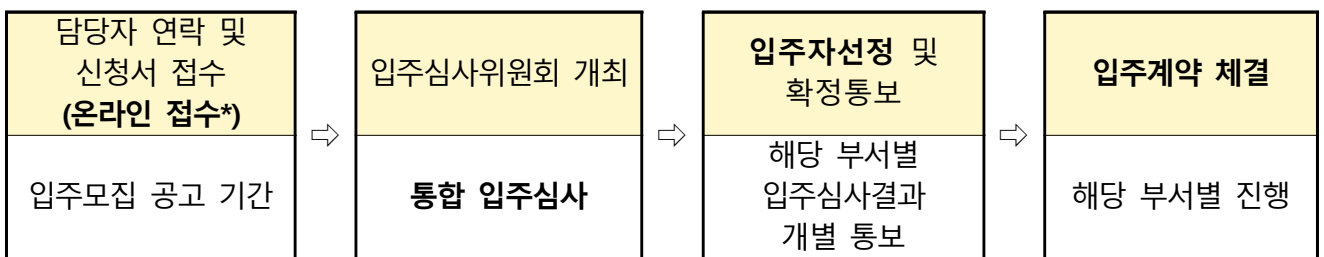 담당자 연락 및
신청서 접수
(온라인 접수*)
입주모집 공고 기간
⇨
입주심사위원회 개최
통합 입주심사
⇨
입주자선정 및
확정통보
해당 부서별
입주심사결과
개별 통보
⇨
입주계약 체결
해당 부서별 진행